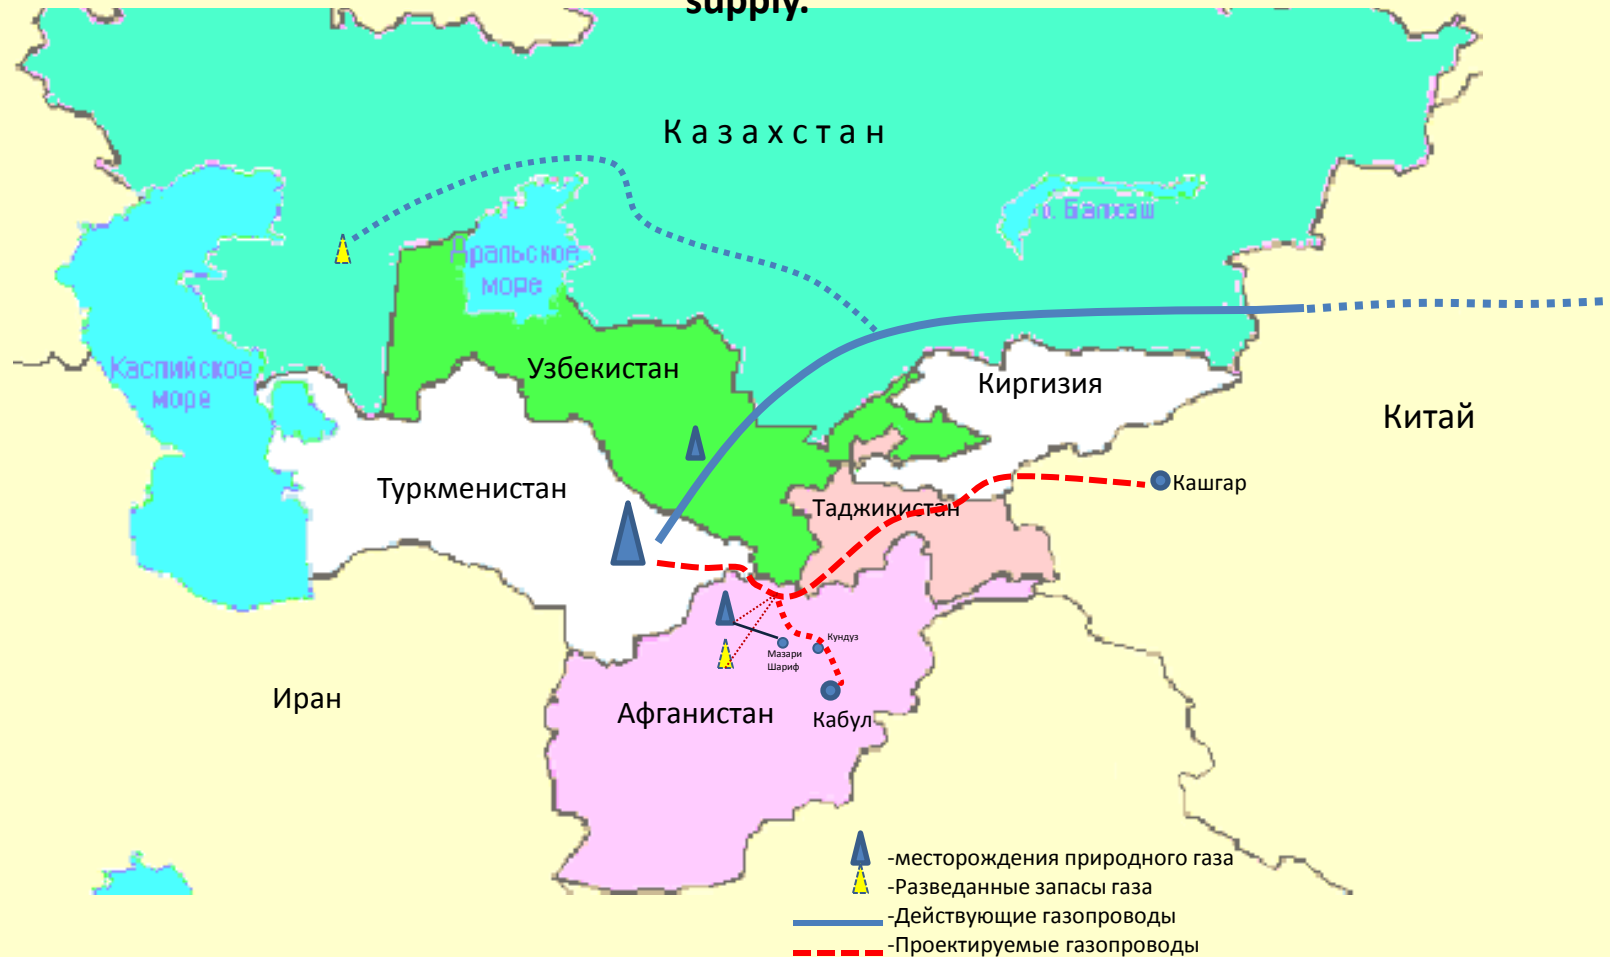 supply.
Казахстан
о. Балхаш
Аральское
море
Каспийское
море
Узбекистан
Киргизия
Китай
Туркменистан
Кашгар
Таджикистан
Кундуз
Мазари
Шариф
Иран
Афганистан
Кабул
-месторождения природного газа
-Разведанные запасы газа
-Действующие газопроводы
-Проектируемые газопроводы